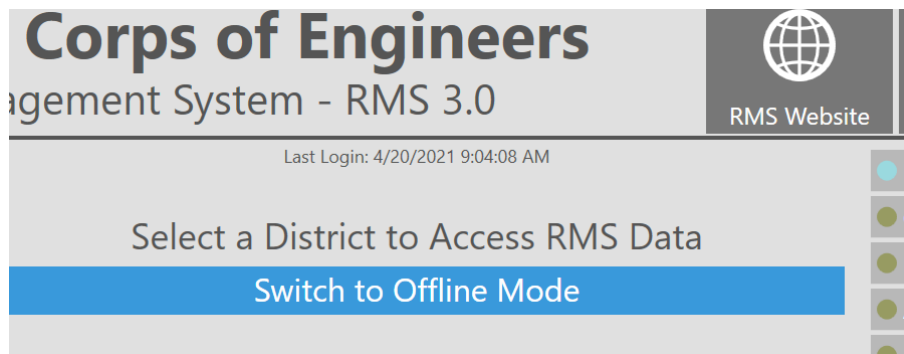 Corps of Engineers
agement System - RMS 3.0
RMS Website
Last Login: 4/20/2021 9:04:08 AM
Select a District to Access RMS Data
Switch to Offline Mode